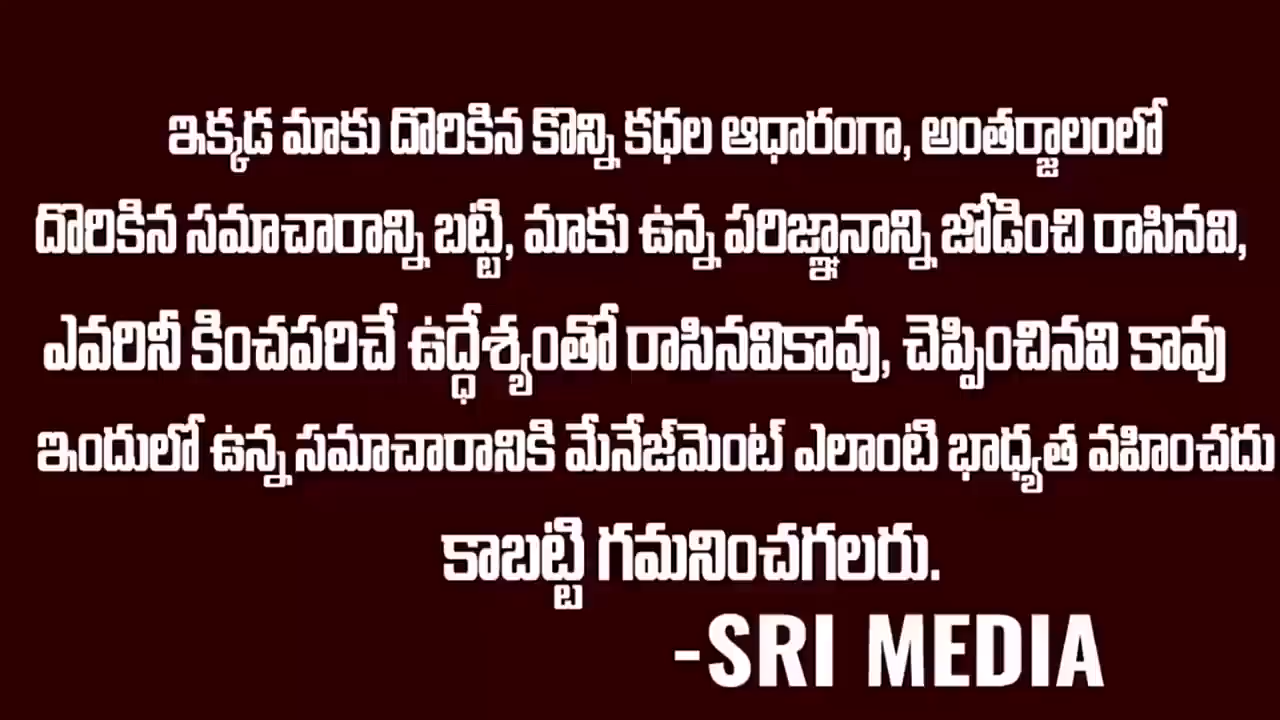 ఇక్కడ మాకు దొరికిన కొన్ని కధల ఆధారంగా, అంతర్జాలంలో
దొరికిన సమాచారాన్ని బట్టి, మాకు ఉన్న పరిజ్ఞానాన్ని జోడించి రాసినవి,
ఎవరినీ కించపరిచే ఉద్ధేశ్యంతో రాసినవికావు, చెప్పించినవి కావు
ఇందులో ఉన్న సమాచారానికి మేనేజ్‌మెంట్ ఎలాంటి భాధ్యత వహించదు
కాబట్టి గమనించగలరు.
-SRI MEDIA